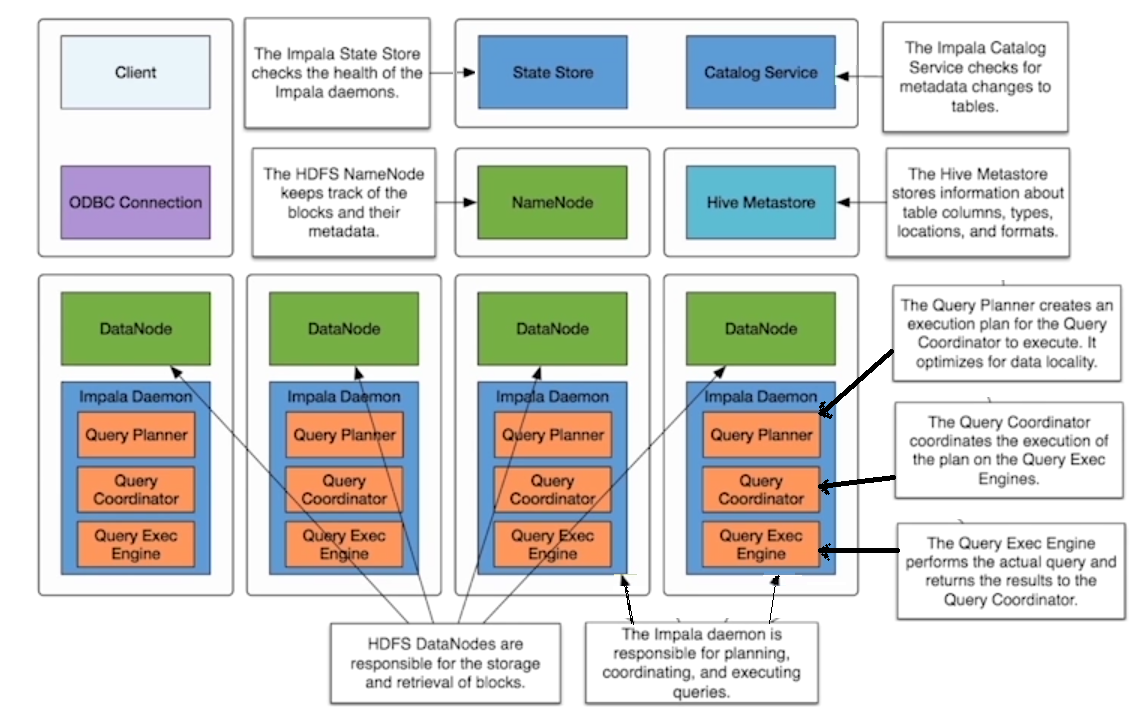 Client
The Impala State Store
checks the health of the
Impala daemons.
State Store
Catalog Service
The Impala Catalog
Service checks for
metadata changes to
tables.
ODBC Connection
The HDFS NameNode
keeps track of the
blocks and their
metadata.
NameNode
Hive Metastore
The Hive Metastore
stores information about
table columns, types,
locations, and formats.
DataNode
Impala Daemon
Query Planner
Query
Coordinator
Query Exec
Engine
DataNode
Impala Daemon
Query Planner
Query
Coordinator
Query Exec
Engine
DataNode
Impala Daemon
Query Planner
Query
Coordinator
Query Exec
Engine
DataNode
Impala Daemon
Query Planner
Query
Coordinator
Query Exec
Engine
The Query Planner creates an
execution plan for the Query
Coordinator to execute. It
optimizes for data locality.
The Query Coordinator
coordinates the execution of
the plan on the Query Exec
Engines.
The Query Exec Engine
performs the actual query and
returns the results to the
Query Coordinator.
HDFS DataNodes are
responsible for the storage
and retrieval of blocks.
The Impala daemon is
responsible for planning,
coordinating, and executing
queries.